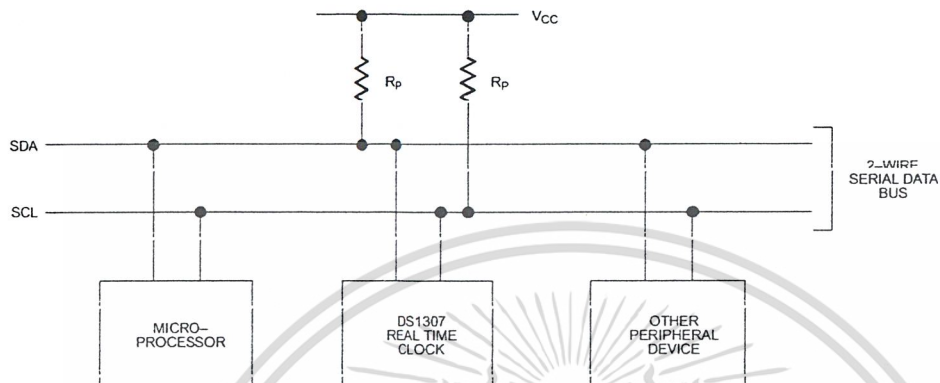 VCC
RP
RP
SDA
SCL
2–WIRE
SERIAL DATA
BUS
MICRO–
PROCESSOR
DS1307
REAL TIME
CLOCK
OTHER
PERIPHERAL
DEVICE